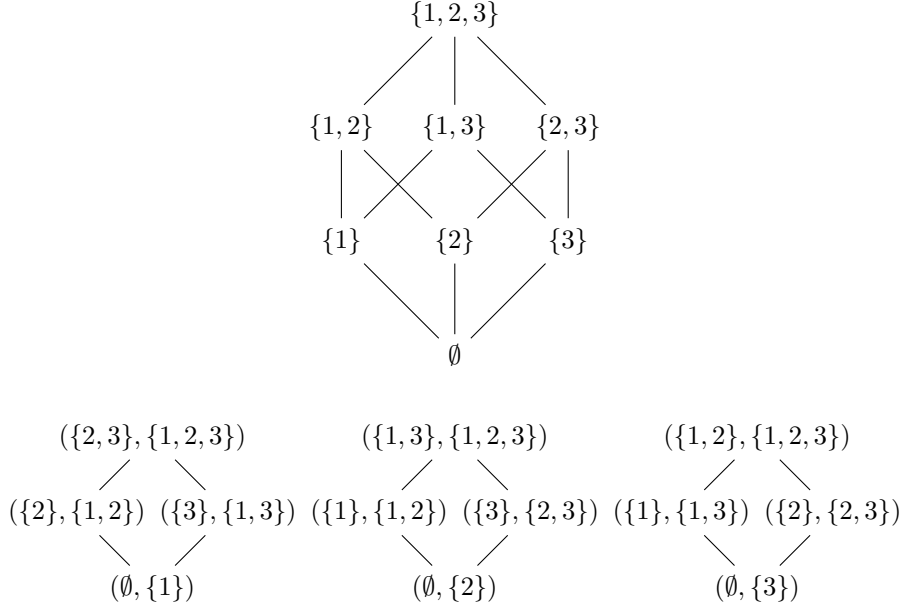 {1, 2, 3}
{1, 2} {1, 3} {2, 3}
{1} {2} {3}
∅
({2, 3}, {1, 2, 3}) ({1, 3}, {1, 2, 3}) ({1, 2}, {1, 2, 3})
({2}, {1, 2}) ({3}, {1, 3}) ({1}, {1, 2}) ({3}, {2, 3}) ({1}, {1, 3}) ({2}, {2, 3})
(∅, {1}) (∅, {2}) (∅, {3})